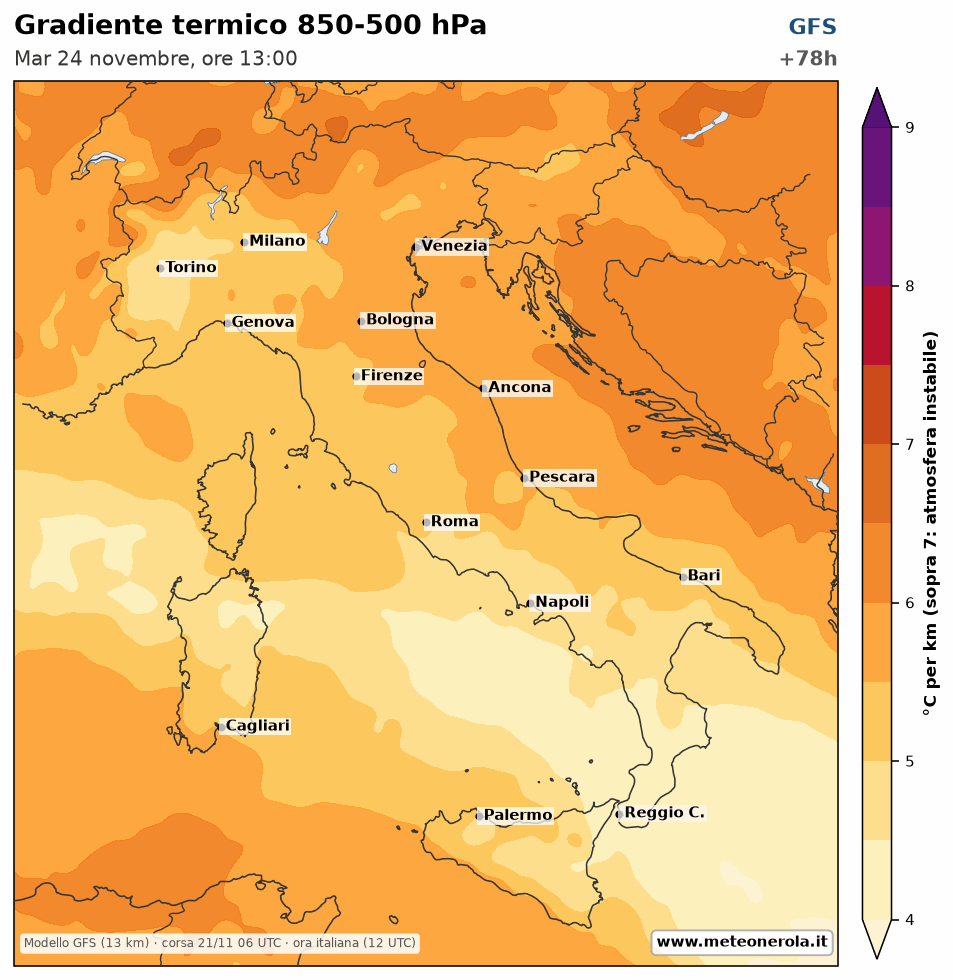 Gradiente termico 850-500 hPa
GFS
Mar 24 novembre, ore 13:00
+78h
Milano
Venezia
Torino
Genova
Bologna
Firenze
Ancona
Pescara
Roma
Bari
Napoli
Cagliari
Palermo
Reggio C.
9
8
7
6
5
4
°C per km (sopra 7: atmosfera instabile)
Modello GFS (13 km) · corsa 21/11 06 UTC · ora italiana (12 UTC)
www.meteonerola.it